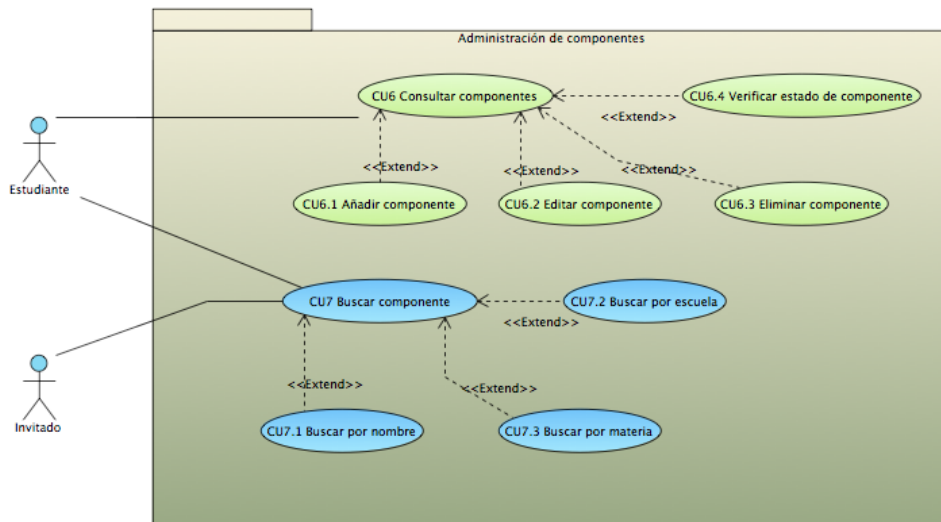 Administración de componentes
CU6 Consultar componentes
CU6.4 Verificar estado de componente
<<Extend>>
Estudiante
<<Extend>>
<<Extend>>
<<Extend>>
CU6.1 Añadir componente
CU6.2 Editar componente
CU6.3 Eliminar componente
CU7 Buscar componente
CU7.2 Buscar por escuela
<<Extend>>
<<Extend>>
<<Extend>>
Invitado
CU7.1 Buscar por nombre
CU7.3 Buscar por materia